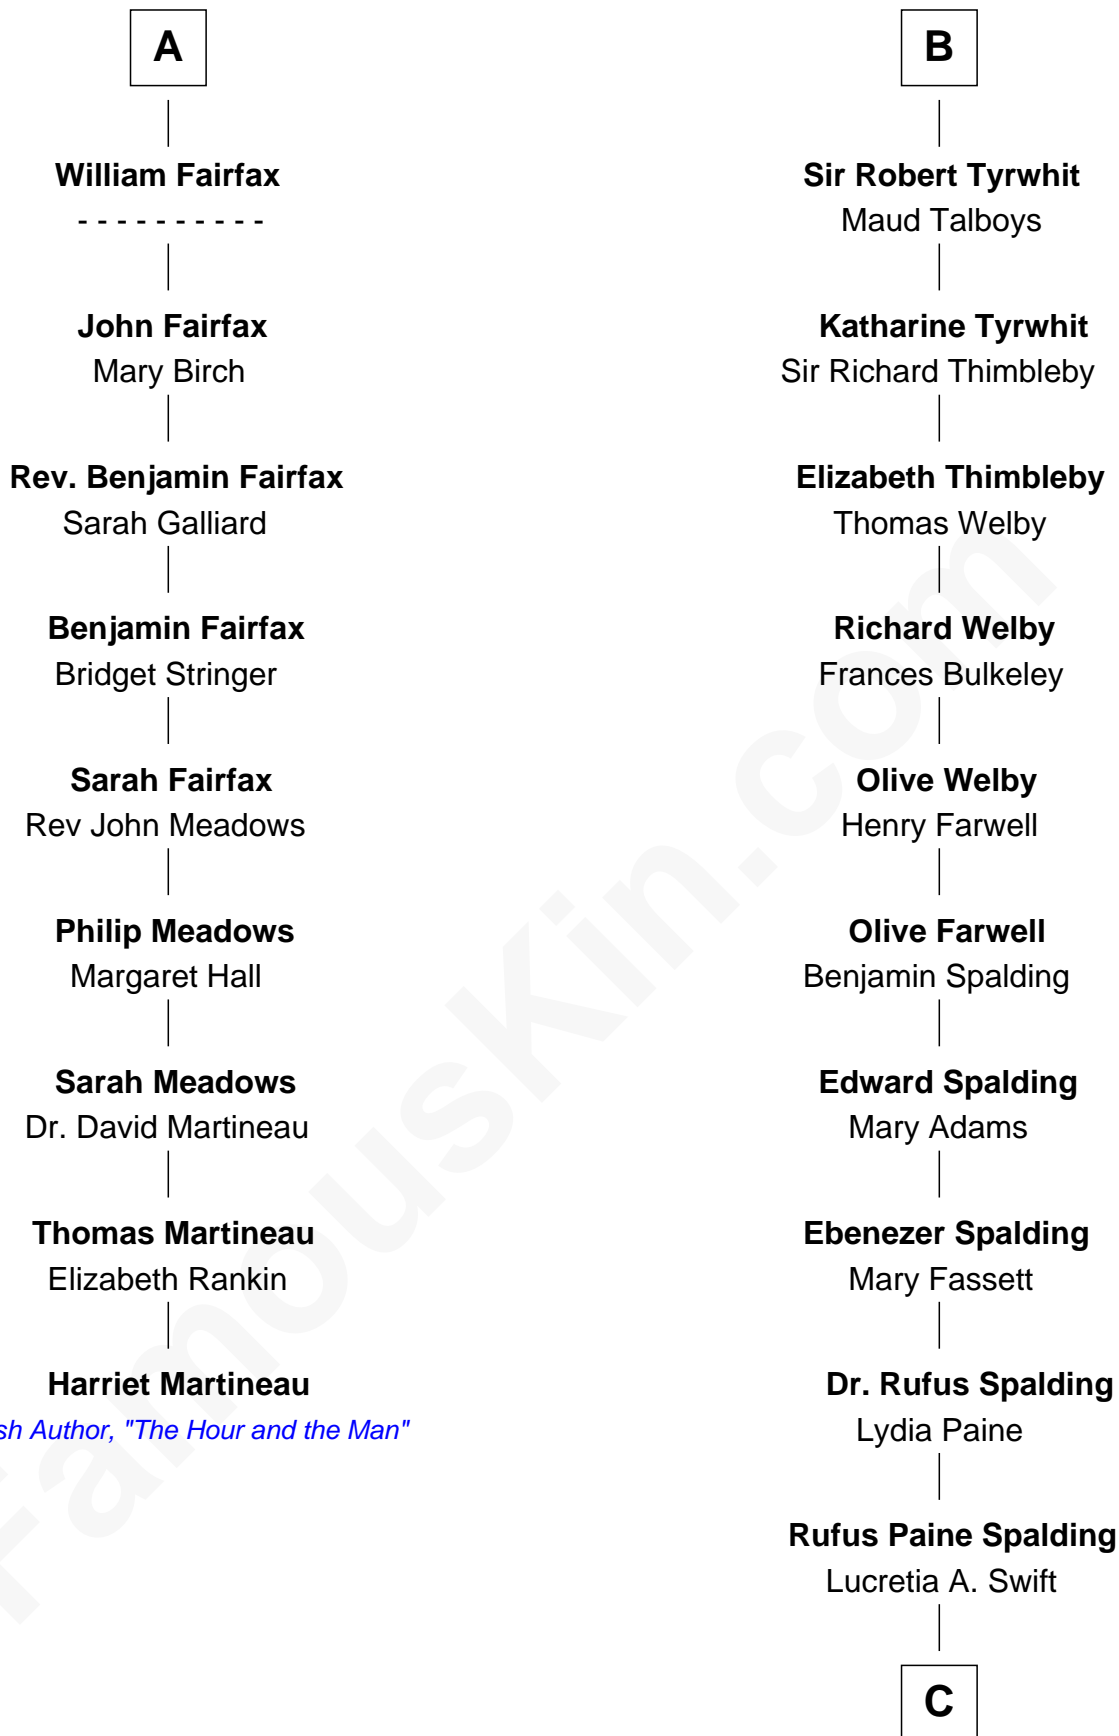 A
William Fairfax
- - - - - - - - - -
John Fairfax
Mary Birch
Rev. Benjamin Fairfax
Sarah Galliard
Benjamin Fairfax
Bridget Stringer
Sarah Fairfax
Rev John Meadows
Philip Meadows
Margaret Hall
Sarah Meadows
Dr. David Martineau
Thomas Martineau
Elizabeth Rankin
Harriet Martineau
sh Author, "The Hour and the Man"
B
Sir Robert Tyrwhit
Maud Talboys
Katharine Tyrwhit
Sir Richard Thimbleby
Elizabeth Thimbleby
Thomas Welby
Richard Welby
Frances Bulkeley
Olive Welby
Henry Farwell
Olive Farwell
Benjamin Spalding
Edward Spalding
Mary Adams
Ebenezer Spalding
Mary Fassett
Dr. Rufus Spalding
Lydia Paine
Rufus Paine Spalding
Lucretia A. Swift
C
FamousKin.com